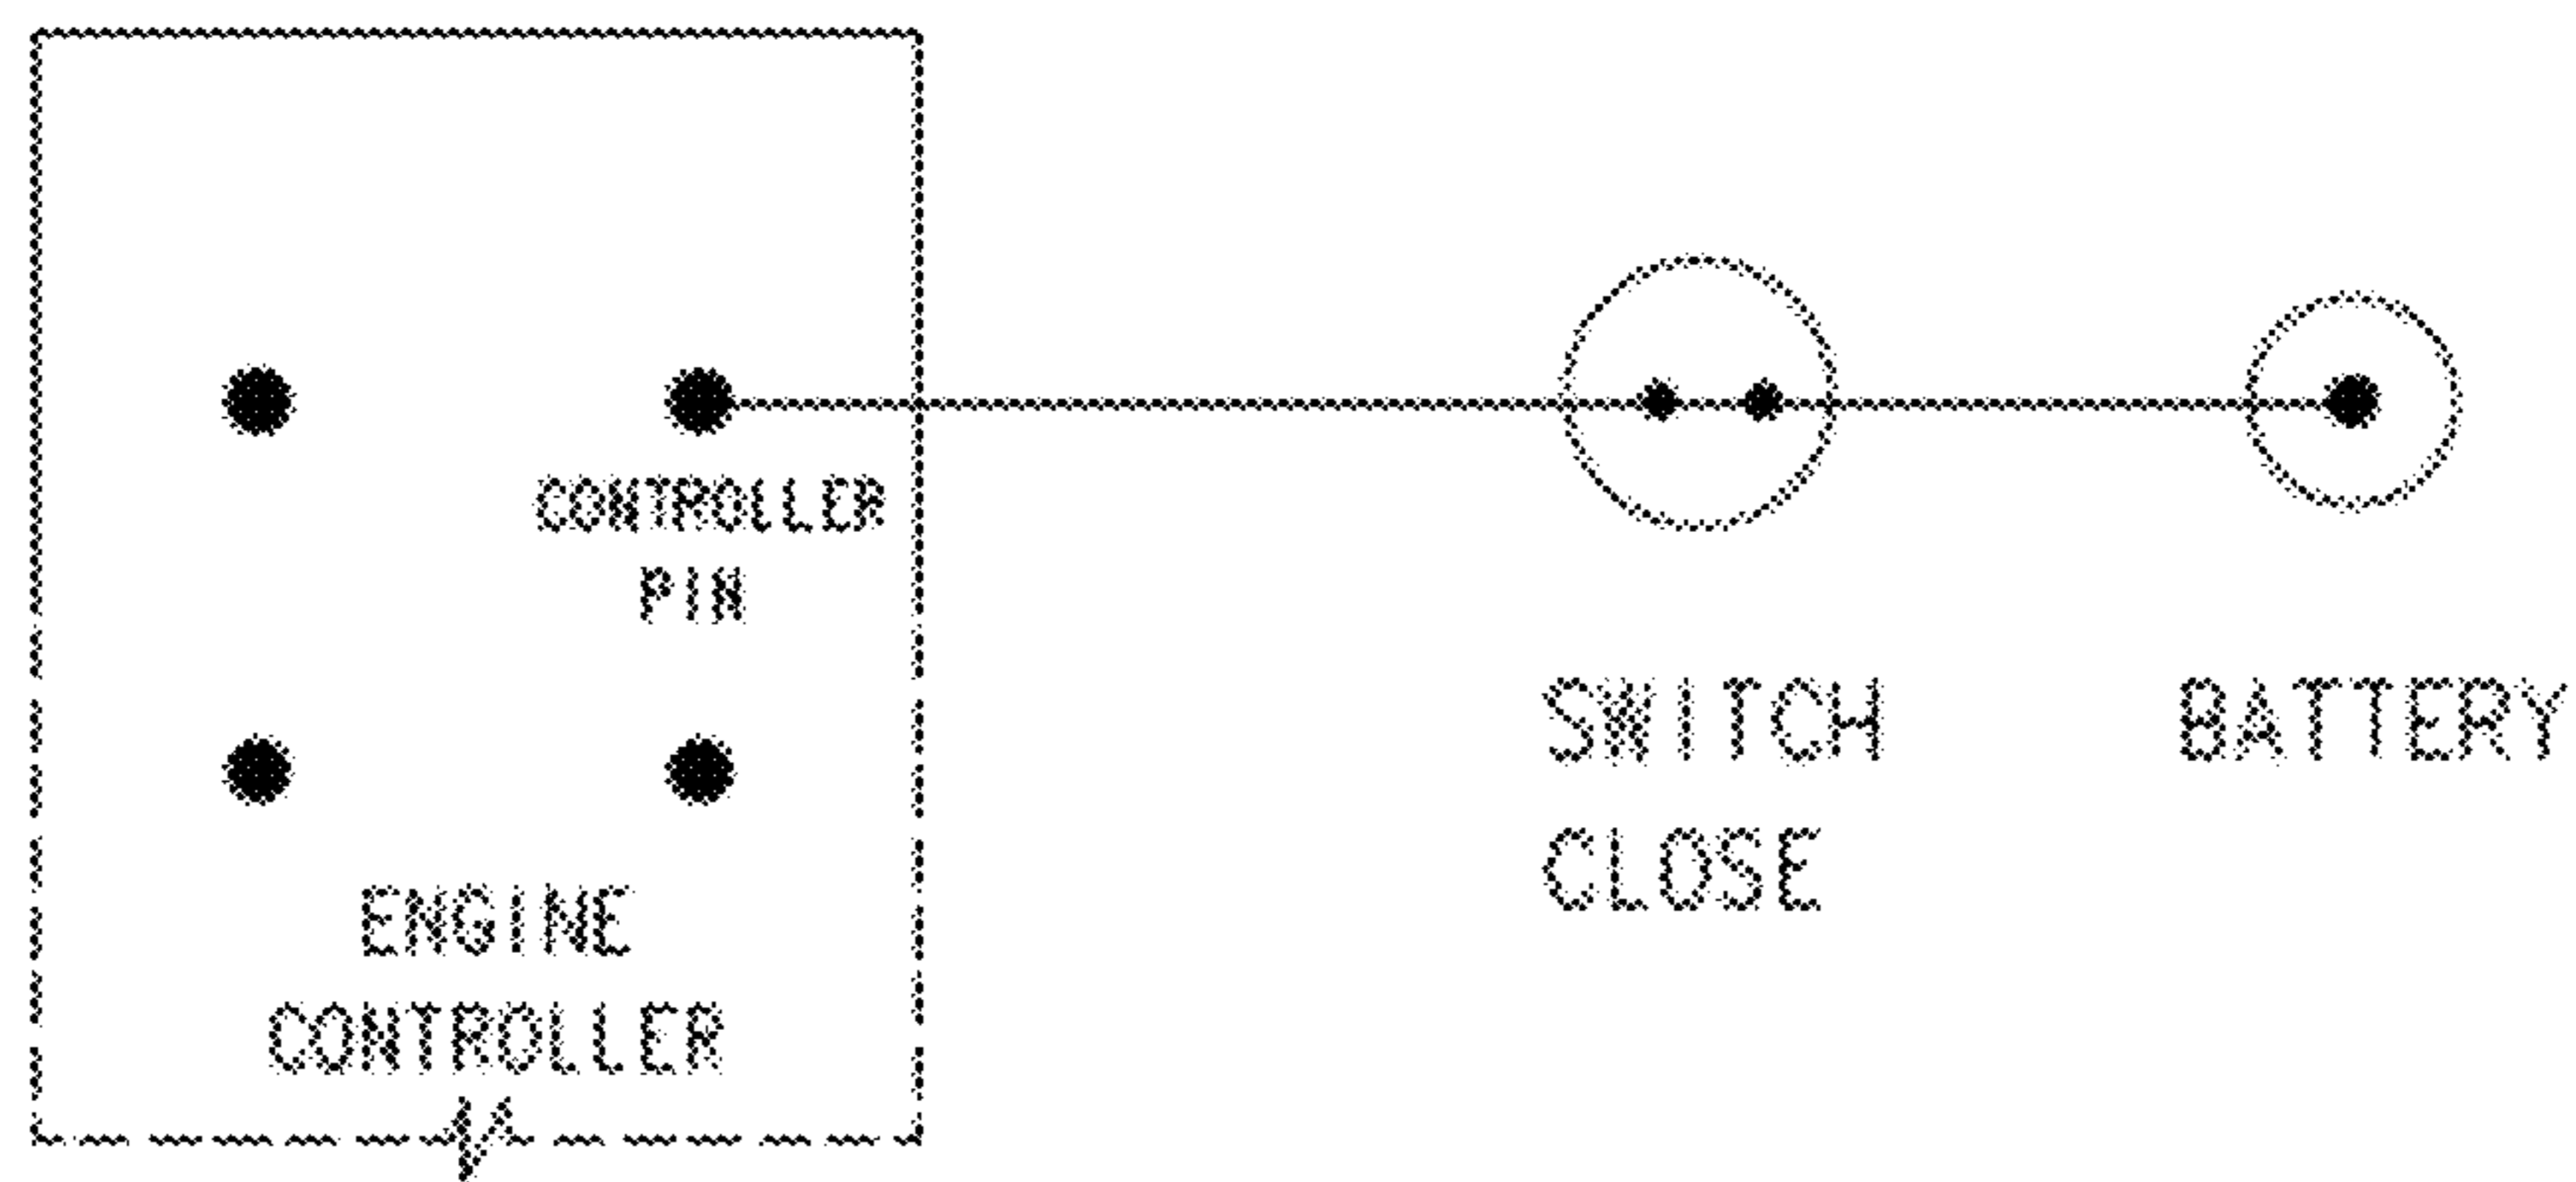 CONTROLLER
PIN
ENGINE
CONTROLLER
SWITCH
CLOSE
BATTERY